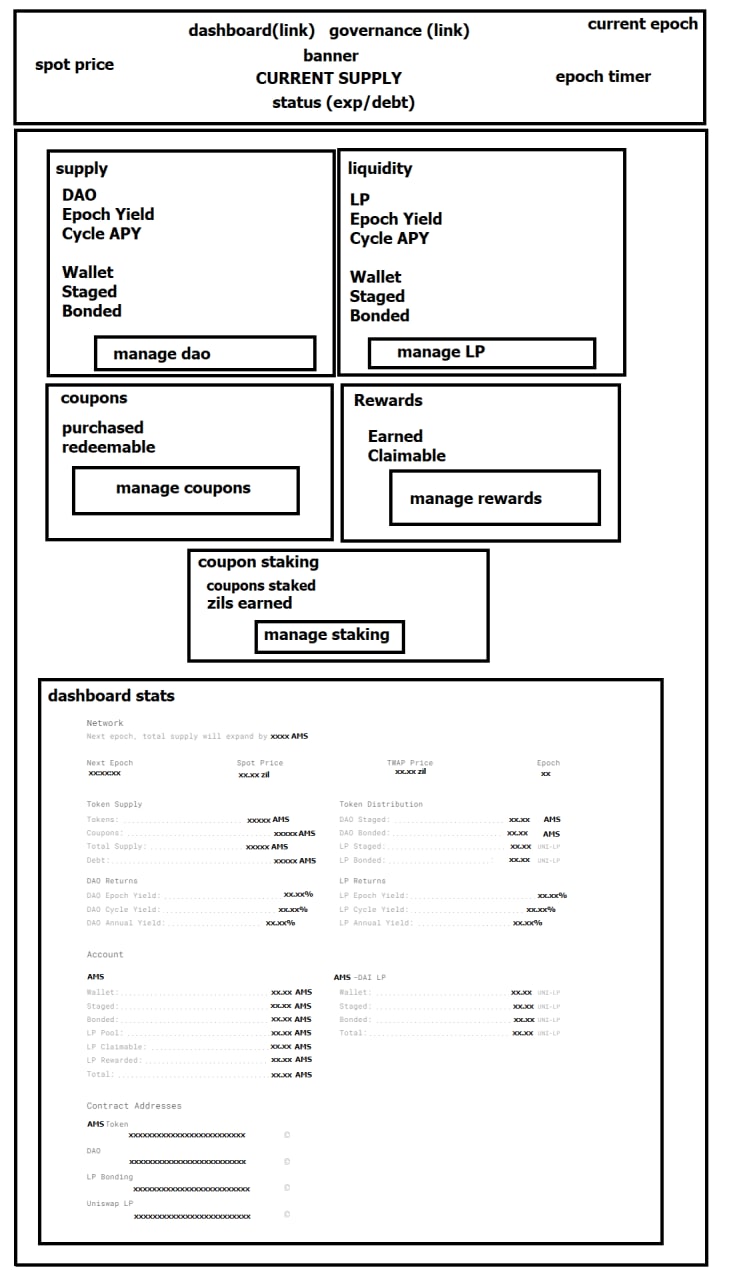 dashboard(link) governance (link) current epoch
banner
spot price CURRENT SUPPLY epoch timer
status (exp/debt)
supply
DAO
Epoch Yield
Cycle APY
Wallet
Staged
Bonded
manage dao
liquidity
LP
Epoch Yield
Cycle APY
Wallet
Staged
Bonded
manage LP
coupons
purchased
redeemable
manage coupons
Rewards
Earned
Claimable
manage rewards
coupon staking
coupons staked
zils earned
manage staking
dashboard stats
Network
Next epoch, total supply will expand by xxxx AMS
Next Epoch Spot Price TWAP Price Epoch
xx:xx:xx xx.xx zil xx.xx zil xx
Token Supply
Tokens: xxxxx AMS
Coupons: xxxxx AMS
Total Supply: xxxxx AMS
Debt: xxxxx AMS
Token Distribution
DAO Staged: xx.xx AMS
DAO Bonded: xx.xx AMS
LP Staged: xx.xx UNI-LP
LP Bonded: xx.xx UNI-LP
DAO Returns
DAO Epoch Yield: xx.xx%
DAO Cycle Yield: xx.xx%
DAO Annual Yield: xx.xx%
LP Returns
LP Epoch Yield: xx.xx%
LP Cycle Yield: xx.xx%
LP Annual Yield: xx.xx%
Account
AMS
Wallet: xx.xx AMS
Staged: xx.xx AMS
Bonded: xx.xx AMS
LP Pool: xx.xx AMS
LP Claimable: xx.xx AMS
LP Rewarded: xx.xx AMS
Total: xx.xx AMS
AMS -DAI LP
Wallet: xx.xx UNI-LP
Staged: xx.xx UNI-LP
Bonded: xx.xx UNI-LP
Total: xx.xx UNI-LP
Contract Addresses
AMS Token
xxxxxxxxxxxxxxxxxxxxxxxxxx
DAO
xxxxxxxxxxxxxxxxxxxxxxxxxx
LP Bonding
xxxxxxxxxxxxxxxxxxxxxxxxxx
Uniswap LP
xxxxxxxxxxxxxxxxxxxxxxxxxx